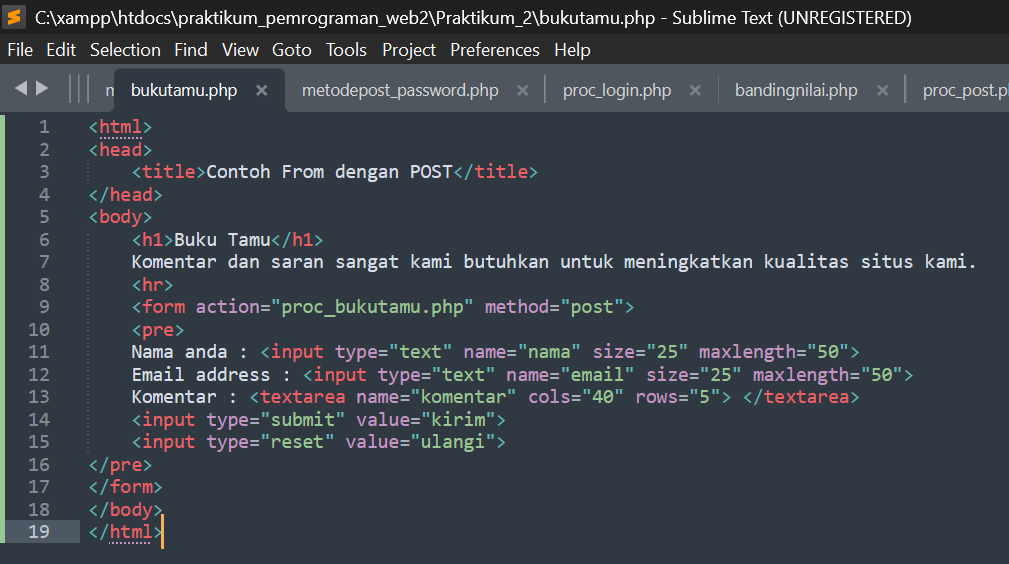 C:\xampp\htdocs\praktikum_pemrograman_web2\Praktikum_2\bukutamu.php - Sublime Text (UNREGISTERED)
File Edit Selection Find View Goto Tools Project Preferences Help
bukutamu.php × metodepost_password.php × proc_login.php × bandingnilai.php × proc_post.p
1 <html>
2 <head>
3 <title>Contoh From dengan POST</title>
4 </head>
5 <body>
6 <h1>Buku Tamu</h1>
7 Komentar dan saran sangat kami butuhkan untuk meningkatkan kualitas situs kami.
8 <hr>
9 <form action="proc_bukutamu.php" method="post">
10 <pre>
11 Nama anda : <input type="text" name="nama" size="25" maxlength="50">
12 Email address : <input type="text" name="email" size="25" maxlength="50">
13 Komentar : <textarea name="komentar" cols="40" rows="5"> </textarea>
14 <input type="submit" value="kirim">
15 <input type="reset" value="ulangi">
16 </pre>
17 </form>
18 </body>
19 </html>